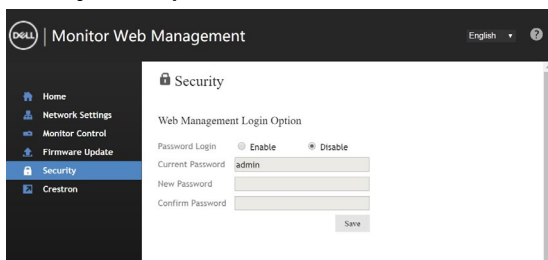 DELL | Monitor Web Management
English
?
Home
Network Settings
Monitor Control
Firmware Update
Security
Crestron
Security
Web Management Login Option
Password Login Enable Disable
Current Password admin
New Password
Confirm Password
Save